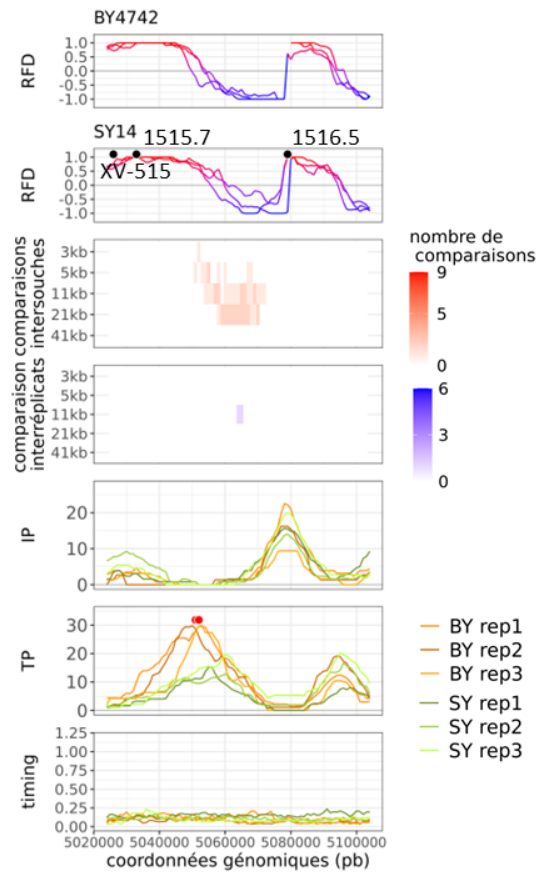 BY4742
RFD
1.0
0.5
0.0
-0.5
-1.0
SY14
1515.7
1516.5
XV-515
RFD
1.0
0.5
0.0
-0.5
-1.0
comparaisons
intersouches
3kb
5kb
11kb
21kb
41kb
comparaison
interréplicats
3kb
5kb
11kb
21kb
41kb
nombre de
comparaisons
9
5
0
6
3
0
IP
20
10
0
TP
30
20
10
0
BY rep1
BY rep2
BY rep3
SY rep1
SY rep2
SY rep3
timing
1.25
1.00
0.75
0.50
0.25
0.00
5020000 5040000 5060000 5080000 5100000
coordonnées génomiques (pb)